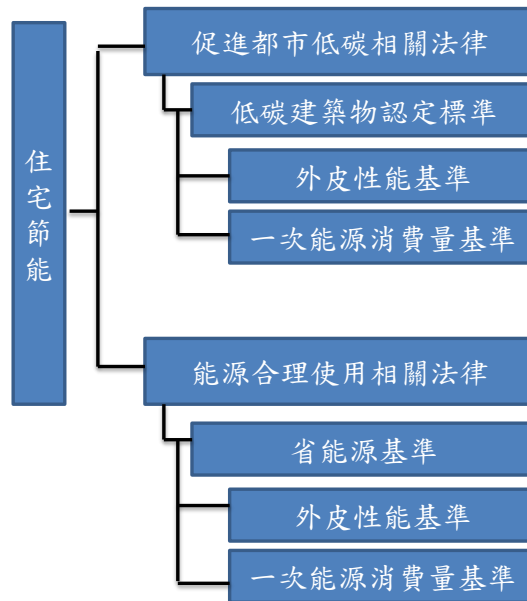 住宅節能
促進都市低碳相關法律
低碳建築物認定標準
外皮性能基準
一次能源消費量基準
能源合理使用相關法律
省能源基準
外皮性能基準
一次能源消費量基準